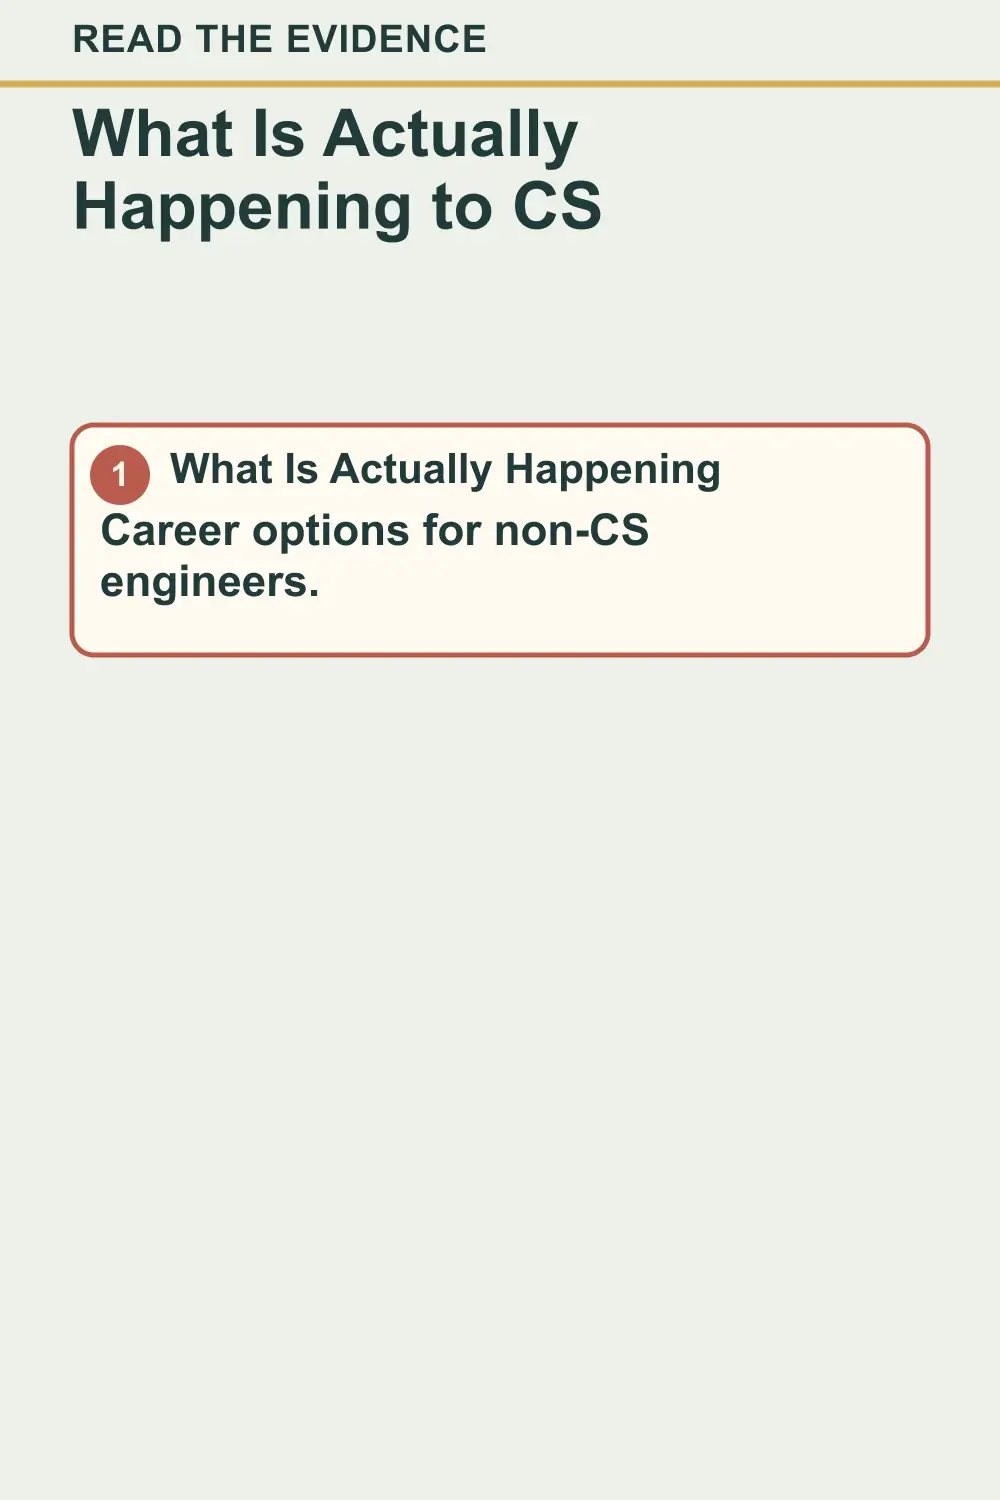 READ THE EVIDENCE
What Is Actually
Happening to CS
1 What Is Actually Happening
Career options for non-CS
engineers.